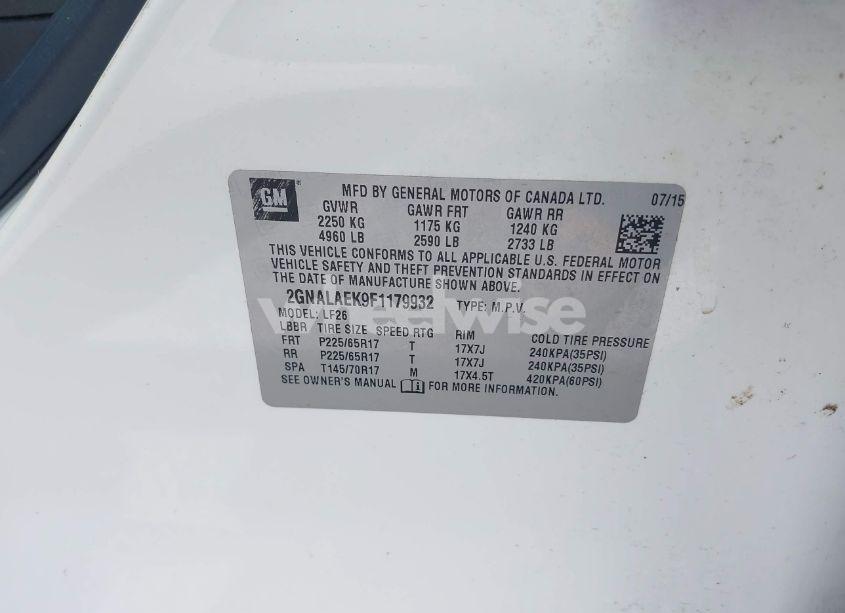 GM
MFD BY GENERAL MOTORS OF CANADA LTD. 07/15
GVWR GAWR FRT GAWR RR
2250 KG 1175 KG 1240 KG
4960 LB 2590 LB 2733 LB
THIS VEHICLE CONFORMS TO ALL APPLICABLE U.S. FEDERAL MOTOR
VEHICLE SAFETY AND THEFT PREVENTION STANDARDS IN EFFECT ON
THE DATE OF MANUFACTURE SHOWN ABOVE.
2GNALAEK9F1179932 TYPE: M.P.V.
wheelwise
MODEL: LF26
LBBR TIRE SIZE SPEED RTG RIM COLD TIRE PRESSURE
FRT P225/65R17 T 17X7J 240KPA(35PSI)
RR P225/65R17 T 17X7J 240KPA(35PSI)
SPA T145/70R17 M 17X4.5T 420KPA(60PSI)
SEE OWNER'S MANUAL FOR MORE INFORMATION.